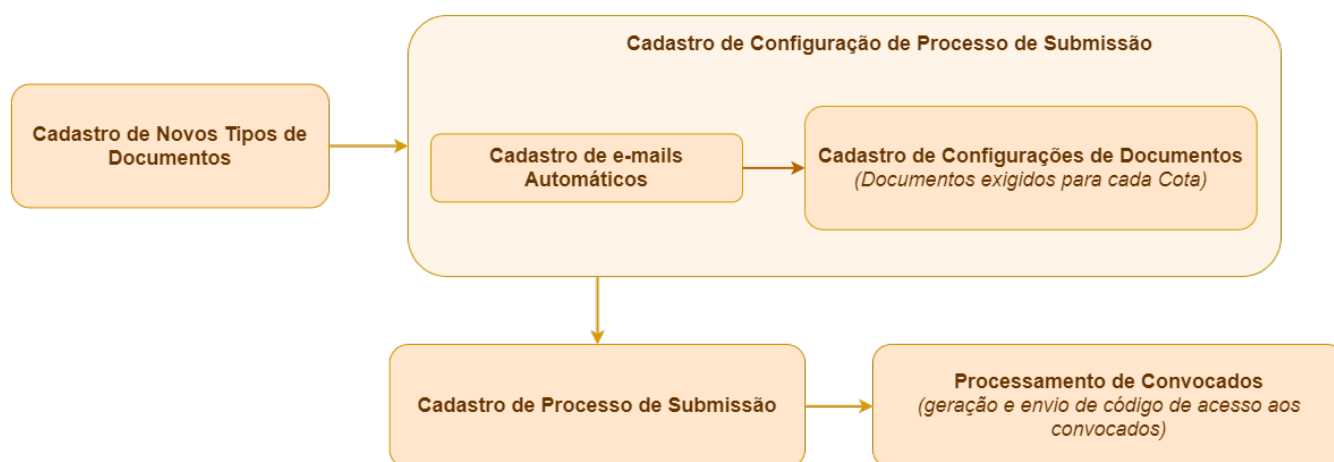 Cadastro de Configuração de Processo de Submissão
Cadastro de Novos Tipos de
Documentos
Cadastro de e-mails
Automáticos
Cadastro de Configurações de Documentos
(Documentos exigidos para cada Cota)
Cadastro de Processo de Submissão
Processamento de Convocados
(geração e envio de código de acesso aos
convocados)